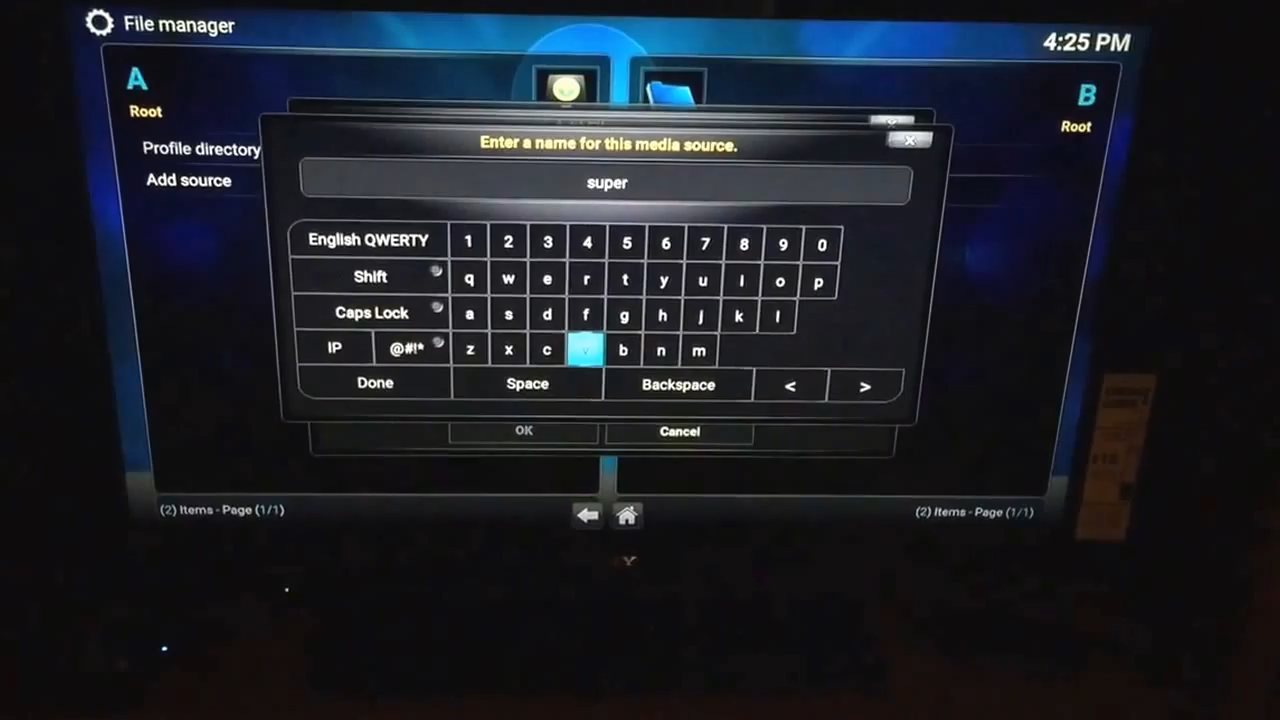 File manager
4:25 PM
A
B
Root
Root
Profile directory
Add source
Enter a name for this media source.
super
English QWERTY 1 2 3 4 5 6 7 8 9 0
Shift q w e r t y u i o p
Caps Lock a s d f g h j k l
IP @#!* z x c v b n m
Done Space Backspace < >
OK Cancel
(2) Items - Page (1/1)
(2) Items - Page (1/1)